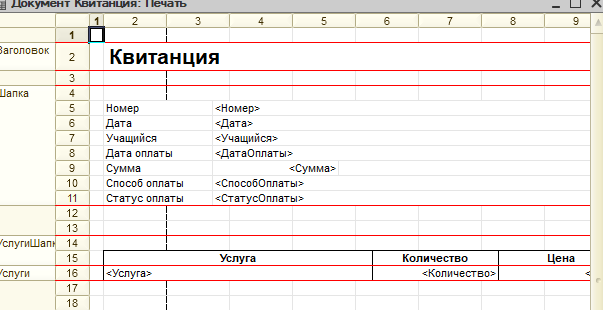 Документ Квитанция: Печать
1 2 3 4 5 6 7 8 9
1
Заголовок 2 Квитанция
3
Шапка 4
5 Номер <Номер>
6 Дата <Дата>
7 Учащийся <Учащийся>
8 Дата оплаты <ДатаОплаты>
9 Сумма <Сумма>
10 Способ оплаты <СпособОплаты>
11 Статус оплаты <СтатусОплаты>
12
13
УслугиШапк 14
15 Услуга Количество Цена
Услуги 16 <Услуга> <Количество> <
17
18